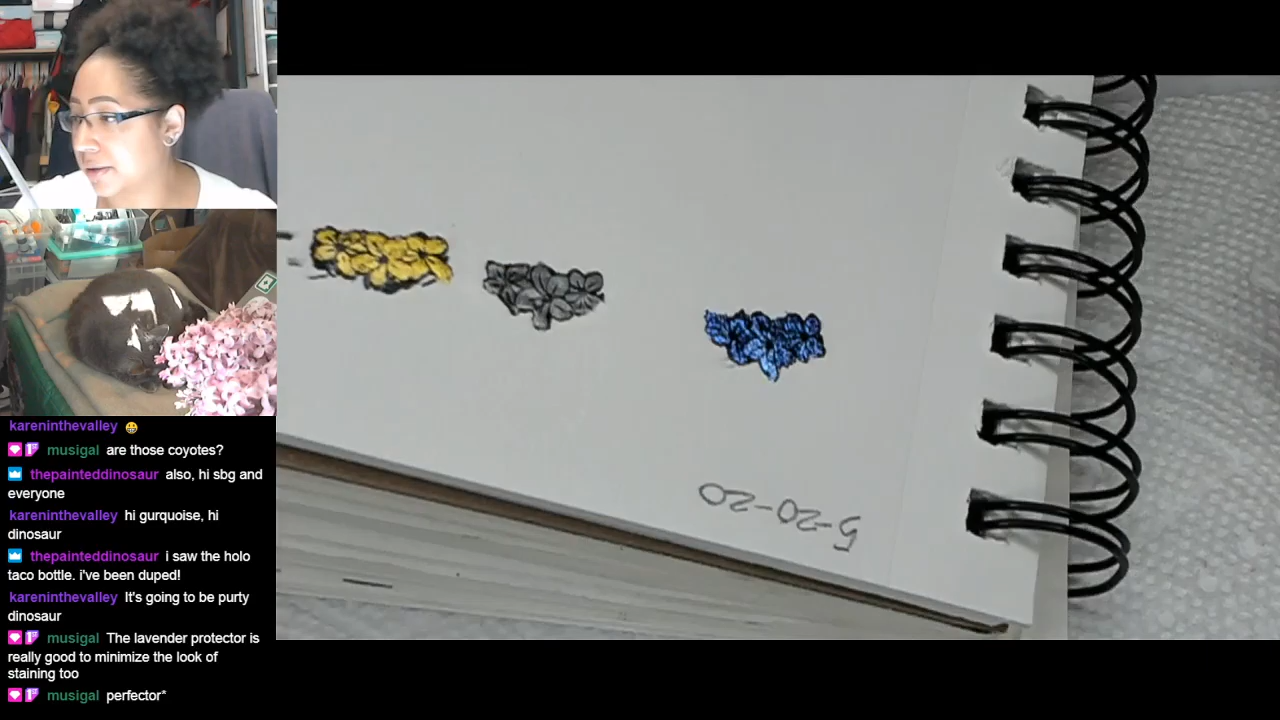 kareninthevalley 😀
musigal are those coyotes?
thepainteddinosaur also, hi sbg and
everyone
kareninthevalley hi gurquoise, hi
dinosaur
thepainteddinosaur i saw the holo
taco bottle. i've been duped!
kareninthevalley It's going to be purty
dinosaur
musigal The lavender protector is
really good to minimize the look of
staining too
musigal perfector*
5-20-20